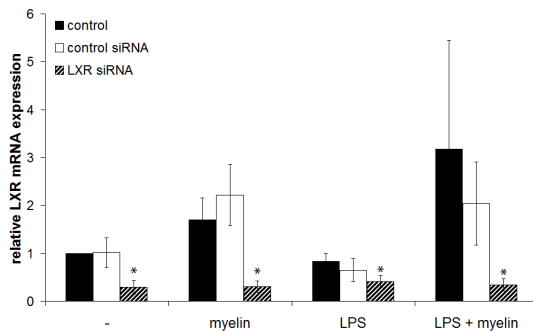 relative LXR mRNA expression
6
5
4
3
2
1
0
control
control siRNA
LXR siRNA
*
*
*
*
- myelin LPS LPS + myelin